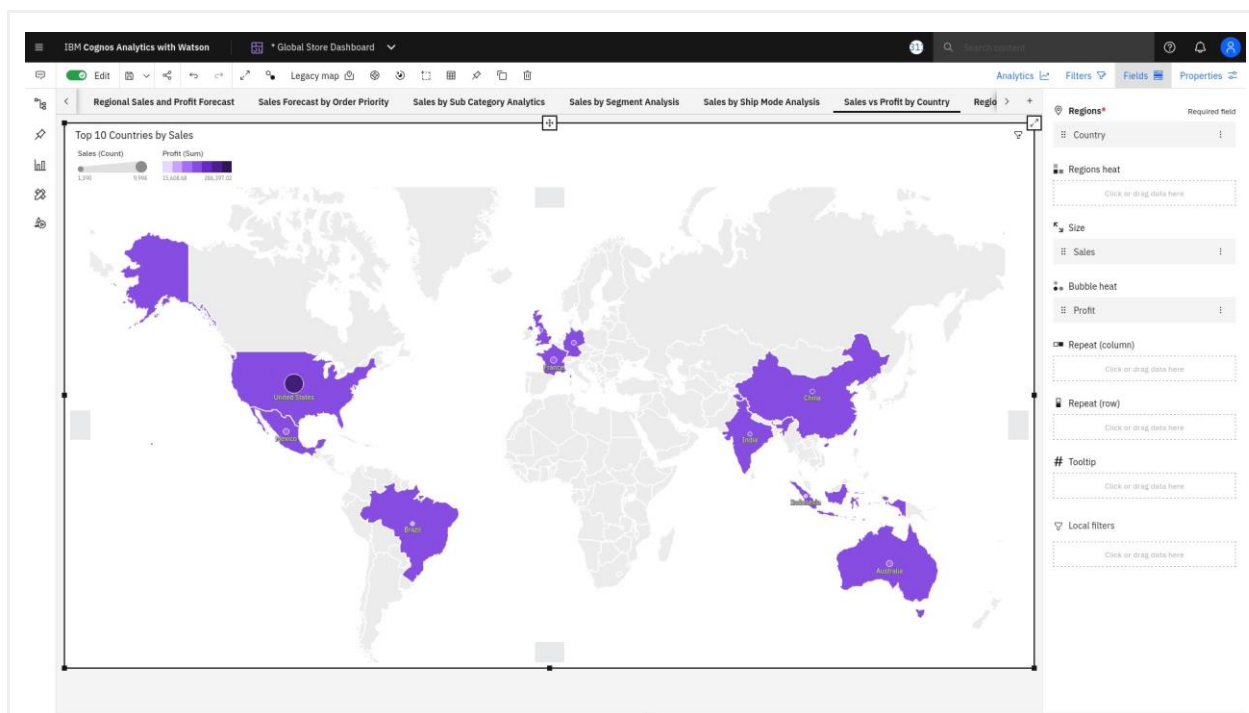 IBM Cognos Analytics with Watson
* Global Store Dashboard
Search content
Edit
Legacy map
Analytics
Filters
Fields
Properties
Regional Sales and Profit Forecast
Sales Forecast by Order Priority
Sales by Sub Category Analytics
Sales by Segment Analysis
Sales by Ship Mode Analysis
Sales vs Profit by Country
Regio
Top 10 Countries by Sales
Sales (Count)
Profit (Sum)
United States
Mexico
Brazil
France
China
India
Indonesia
Australia
Regions*
Required field
Country
Regions heat
Click or drag data here
Size
Sales
Bubble heat
Profit
Repeat (column)
Click or drag data here
Repeat (row)
Click or drag data here
# Tooltip
Click or drag data here
Local filters
Click or drag data here